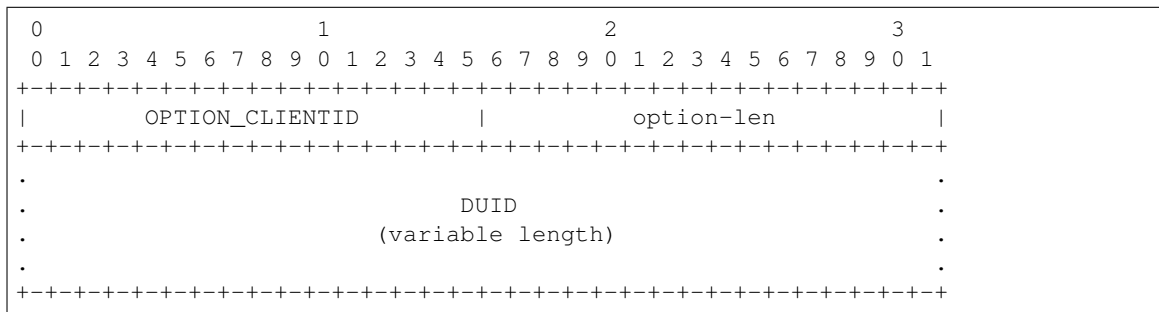 0                   1                   2                   3
 0 1 2 3 4 5 6 7 8 9 0 1 2 3 4 5 6 7 8 9 0 1 2 3 4 5 6 7 8 9 0 1
+-+-+-+-+-+-+-+-+-+-+-+-+-+-+-+-+-+-+-+-+-+-+-+-+-+-+-+-+-+-+-+-+
|        OPTION_CLIENTID        |          option-len           |
+-+-+-+-+-+-+-+-+-+-+-+-+-+-+-+-+-+-+-+-+-+-+-+-+-+-+-+-+-+-+-+-+
.                                                               .
.                              DUID                             .
.                        (variable length)                      .
.                                                               .
+-+-+-+-+-+-+-+-+-+-+-+-+-+-+-+-+-+-+-+-+-+-+-+-+-+-+-+-+-+-+-+-+